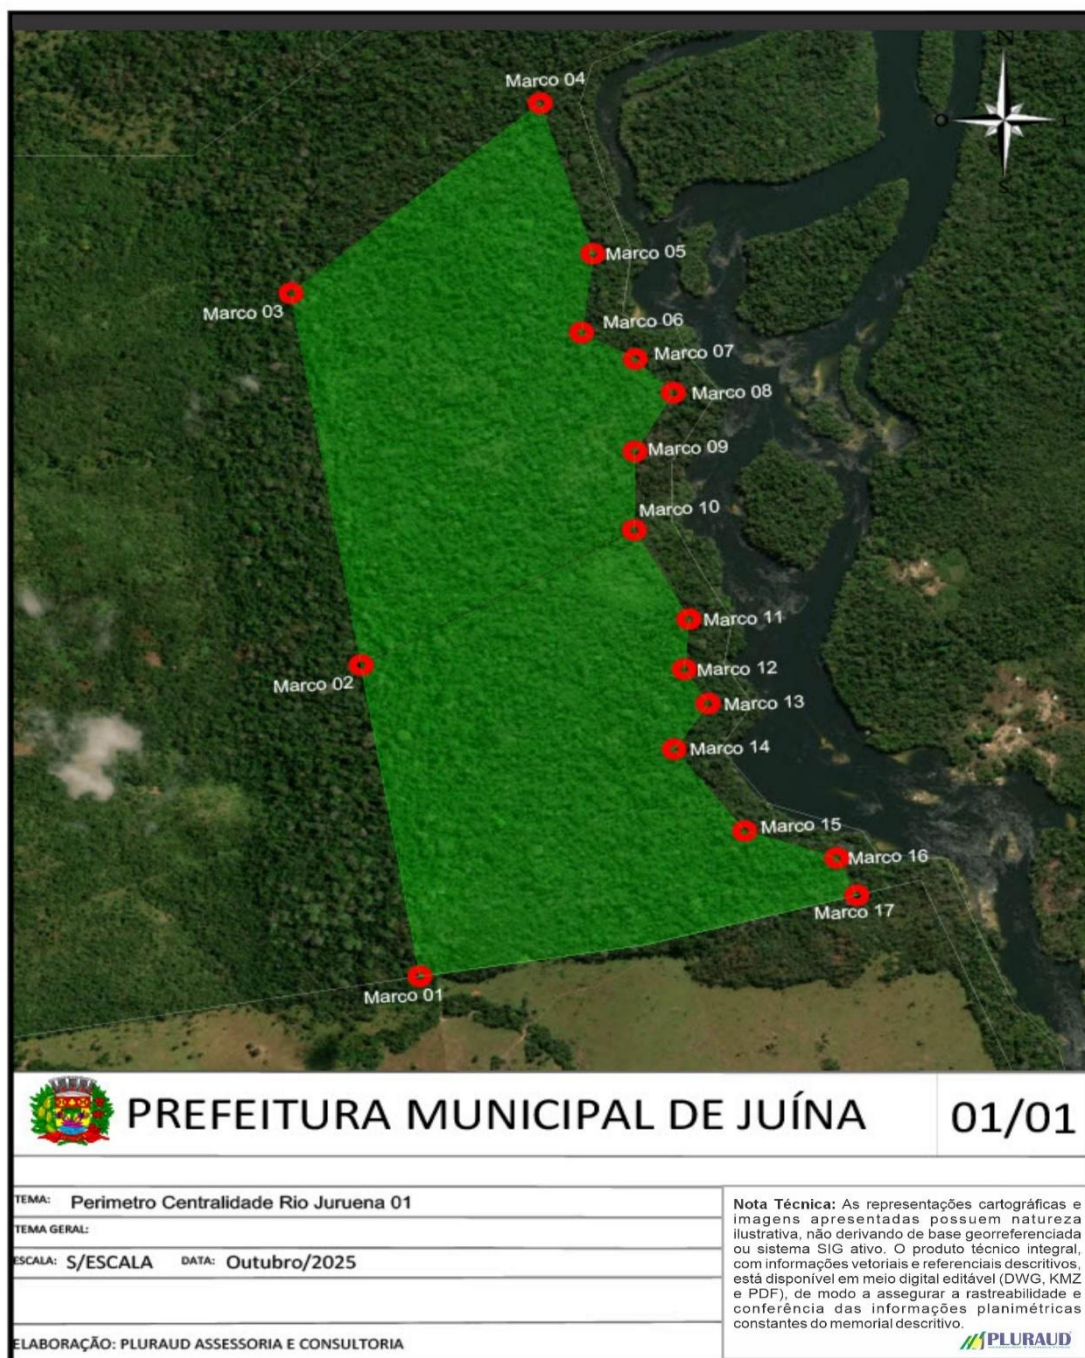 Marco 04
Marco 05
Marco 03
Marco 06
Marco 07
Marco 08
Marco 09
Marco 10
Marco 11
Marco 12
Marco 02
Marco 13
Marco 14
Marco 15
Marco 16
Marco 17
Marco 01
N
O
L
S
PREFEITURA MUNICIPAL DE JUÍNA
01/01
TEMA: Perimetro Centralidade Rio Juruena 01
TEMA GERAL:
ESCALA: S/ESCALA DATA: Outubro/2025
ELABORAÇÃO: PLURAUD ASSESSORIA E CONSULTORIA
Nota Técnica: As representações cartográficas e
imagens apresentadas possuem natureza
ilustrativa, não derivando de base georreferenciada
ou sistema SIG ativo. O produto técnico integral,
com informações vetoriais e referenciais descritivos,
está disponível em meio digital editável (DWG, KMZ
e PDF), de modo a assegurar a rastreabilidade e
conferência das informações planimétricas
constantes do memorial descritivo.
PLURAUD